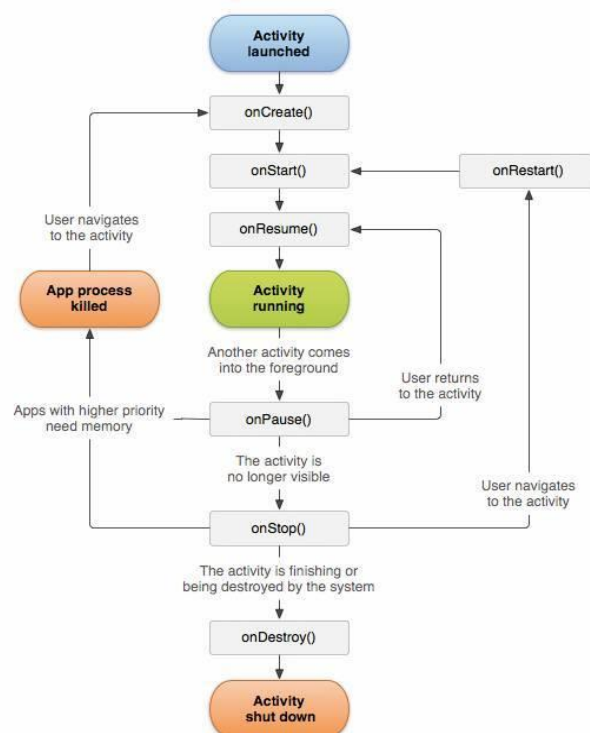 Activity
launched
onCreate()
onStart()
onRestart()
User navigates
to the activity
onResume()
App process
killed
Activity
running
Another activity comes
into the foreground
User returns
to the activity
Apps with higher priority
need memory
onPause()
The activity is
no longer visible
User navigates
to the activity
onStop()
The activity is finishing or
being destroyed by the system
onDestroy()
Activity
shut down